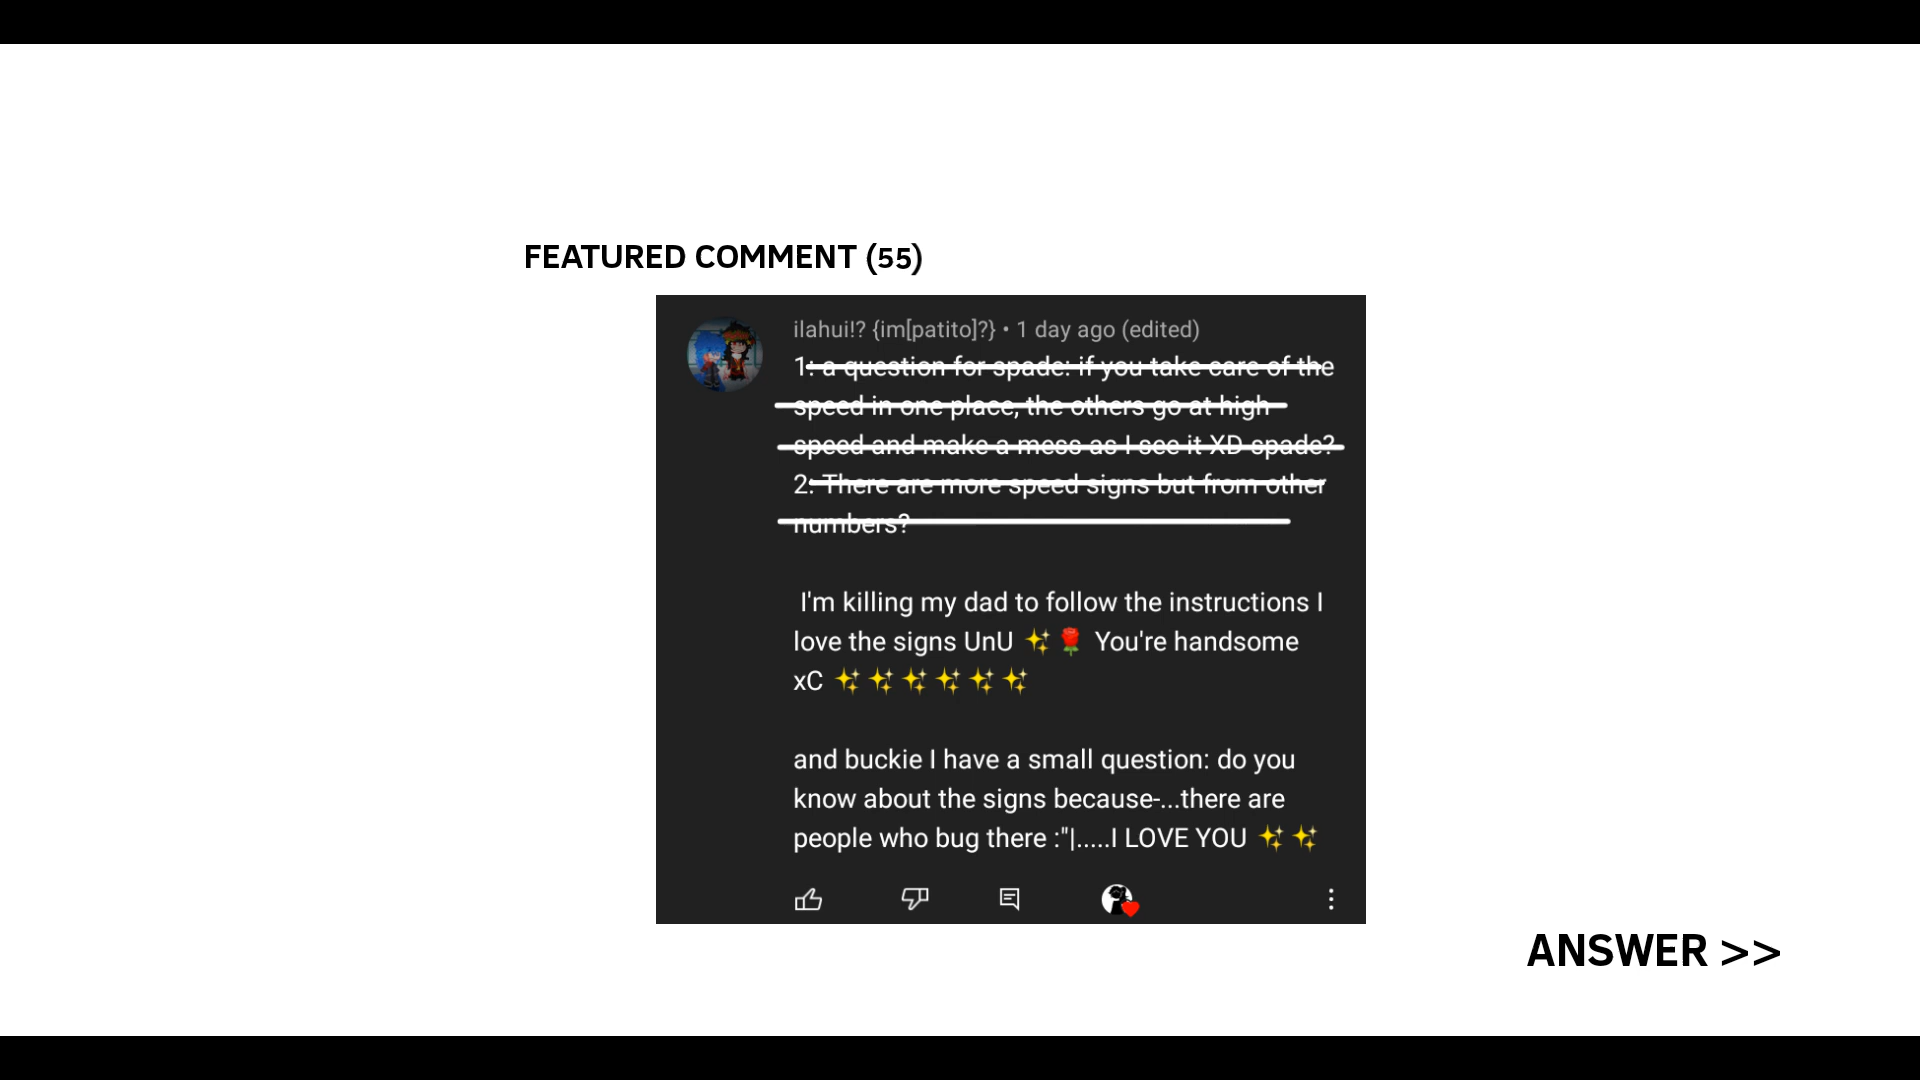 FEATURED COMMENT (55)
ilahui!? {im[patito]?} • 1 day ago (edited)
1: a question for spade: if you take care of the
speed in one place, the others go at high
speed and make a mess as I see it XD spade?
2: There are more speed signs but from other
numbers?
I'm killing my dad to follow the instructions I
love the signs UnU ✨🌹 You're handsome
xC ✨✨✨✨✨✨
and buckie I have a small question: do you
know about the signs because-...there are
people who bug there :"|.....I LOVE YOU ✨✨
ANSWER >>